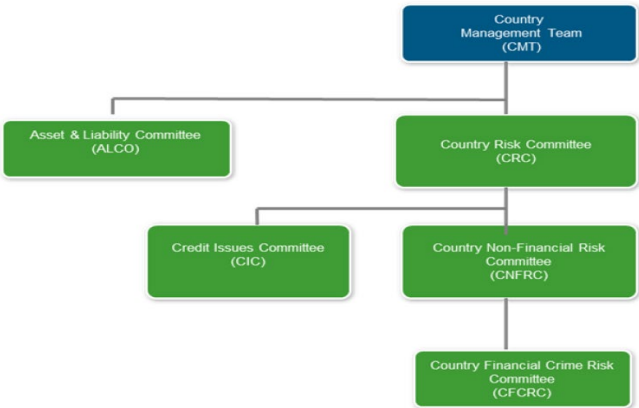 Country
Management Team
(CMT)
Asset & Liability Committee
(ALCO)
Country Risk Committee
(CRC)
Credit Issues Committee
(CIC)
Country Non-Financial Risk
Committee
(CNFRC)
Country Financial Crime Risk
Committee
(CFCRC)